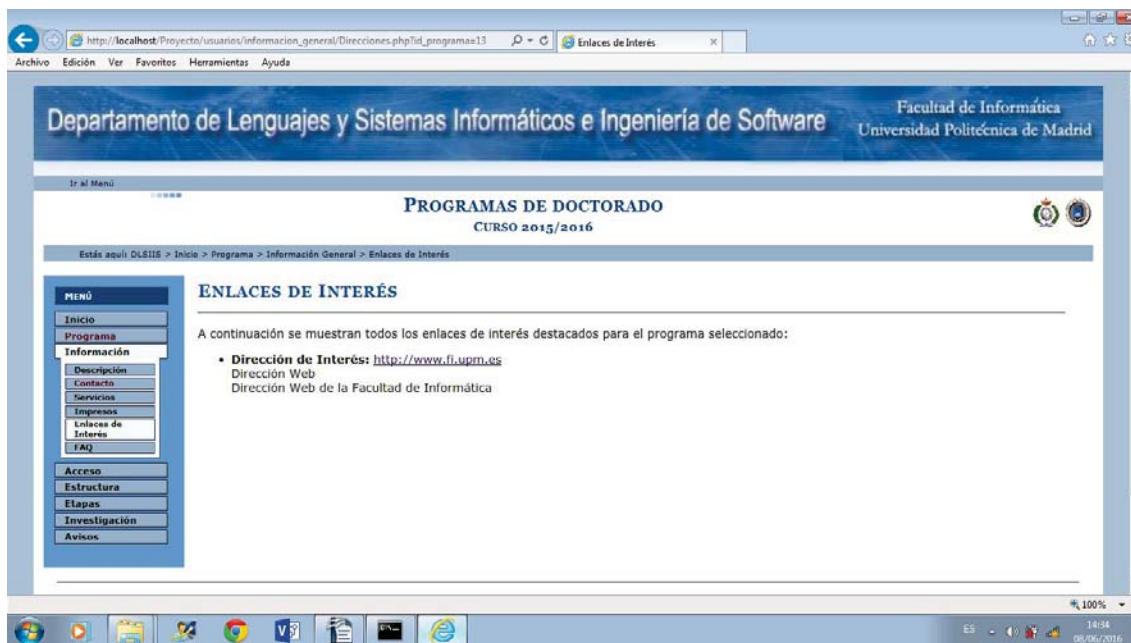 http://localhost/Proyecto/usuarios/informacion_general/Direcciones.php?id_programa=13
Enlaces de Interés
Archivo Edición Ver Favoritos Herramientas Ayuda
Departamento de Lenguajes y Sistemas Informáticos e Ingeniería de Software
Facultad de Informática
Universidad Politécnica de Madrid
Ir al Menú
PROGRAMAS DE DOCTORADO
CURSO 2015/2016
Estás aquí: DLSIIS > Inicio > Programa > Información General > Enlaces de Interés
MENÚ
Inicio
Programa
Información
Descripción
Contacto
Servicios
Impresos
Enlaces de
Interés
FAQ
Acceso
Estructura
Etapas
Investigación
Avisos
ENLACES DE INTERÉS
A continuación se muestran todos los enlaces de interés destacados para el programa seleccionado:
• Dirección de Interés: http://www.fi.upm.es
Dirección Web
Dirección Web de la Facultad de Informática
100%
ES
14:34
08/06/2016